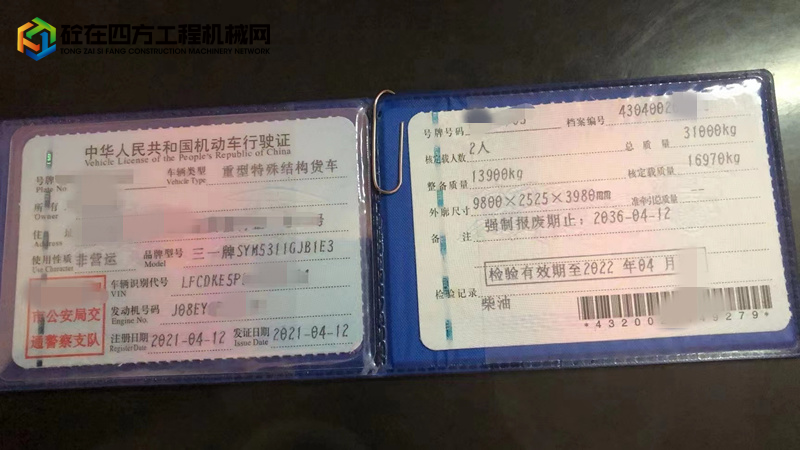 砼在四方工程机械网
TONG ZAI SI FANG CONSTRUCTION MACHINERY NETWORK
中华人民共和国机动车行驶证
Vehicle License of the People's Republic of China
号牌
Plate No
车辆类型 重型特殊结构货车
Vehicle Type
所有
Owner
住
Address
号
使用性质 非营运
Use Character
品牌型号 三一牌SYM5311GJB1E3
Model
市公安局交
通警察支队
车辆识别代号 LFCDKE5P
VIN
发动机号码 J08EY
Engine No.
注册日期 2021-04-12
Register Date
发证日期 2021-04-12
Issue Date
号牌号码
档案编号 4304002
核定载人数 2人
总质量 31000kg
整备质量 13900kg
核定载质量 16970kg
外廓尺寸 9800×2525×3980mm
准牵引总质量 --
备注 强制报废期止：2036-04-12
检验有效期至2022 年04 月
检验记录
柴油
*43200 0279*